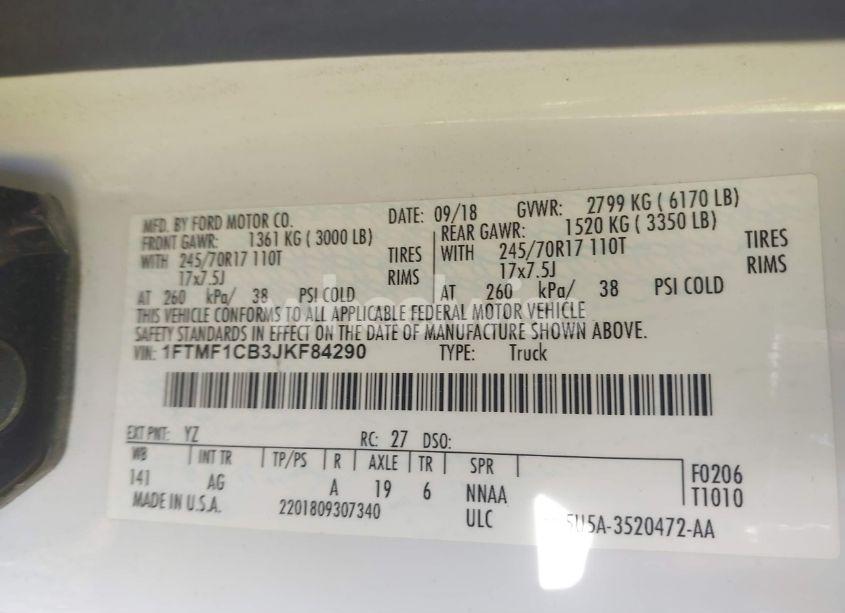 MFD. BY FORD MOTOR CO. DATE: 09/18 GVWR: 2799 KG ( 6170 LB)
FRONT GAWR: 1361 KG ( 3000 LB) REAR GAWR: 1520 KG ( 3350 LB)
WITH 245/70R17 110T TIRES WITH 245/70R17 110T TIRES
17x7.5J RIMS 17x7.5J RIMS
AT 260 kPa/ 38 PSI COLD AT 260 kPa/ 38 PSI COLD
THIS VEHICLE CONFORMS TO ALL APPLICABLE FEDERAL MOTOR VEHICLE
SAFETY STANDARDS IN EFFECT ON THE DATE OF MANUFACTURE SHOWN ABOVE.
VIN: 1FTMF1CB3JKF84290 TYPE: Truck
EXT PNT: YZ RC: 27 DSO:
WB INT TR TP/PS R AXLE TR SPR F0206
141 AG A 19 6 NNAA T1010
MADE IN U.S.A. 2201809307340 ULC 5U5A-3520472-AA